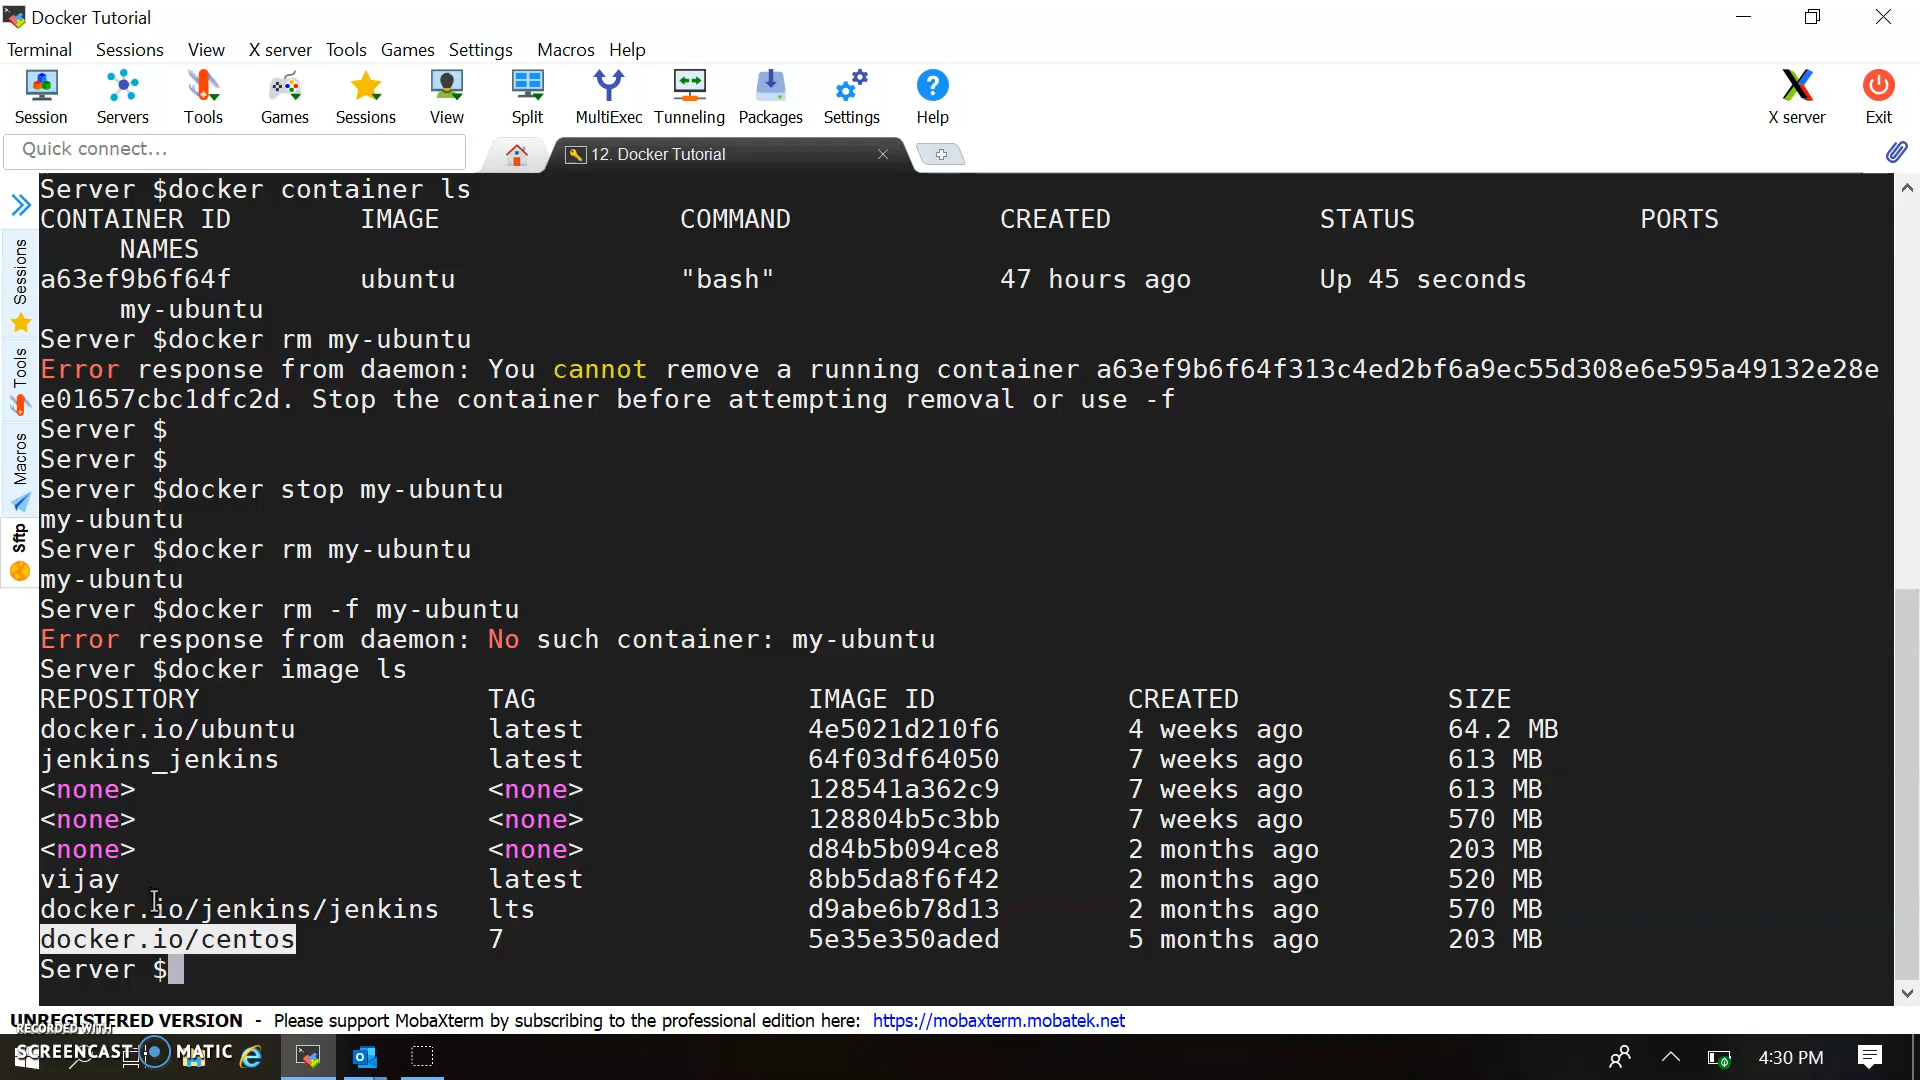 Docker Tutorial
Terminal Sessions View X server Tools Games Settings Macros Help
Session Servers Tools Games Sessions View Split MultiExec Tunneling Packages Settings Help X server Exit
Quick connect... 12. Docker Tutorial
Sessions
Tools
Macros
Sftp
Server $docker container ls
CONTAINER ID IMAGE COMMAND CREATED STATUS PORTS
NAMES
a63ef9b6f64f ubuntu "bash" 47 hours ago Up 45 seconds
my-ubuntu
Server $docker rm my-ubuntu
Error response from daemon: You cannot remove a running container a63ef9b6f64f313c4ed2bf6a9ec55d308e6e595a49132e28e
e01657cbc1dfc2d. Stop the container before attempting removal or use -f
Server $
Server $
Server $docker stop my-ubuntu
my-ubuntu
Server $docker rm my-ubuntu
my-ubuntu
Server $docker rm -f my-ubuntu
Error response from daemon: No such container: my-ubuntu
Server $docker image ls
REPOSITORY TAG IMAGE ID CREATED SIZE
docker.io/ubuntu latest 4e5021d210f6 4 weeks ago 64.2 MB
jenkins_jenkins latest 64f03df64050 7 weeks ago 613 MB
<none> <none> 128541a362c9 7 weeks ago 613 MB
<none> <none> 128804b5c3bb 7 weeks ago 570 MB
<none> <none> d84b5b094ce8 2 months ago 203 MB
vijay latest 8bb5da8f6f42 2 months ago 520 MB
docker.io/jenkins/jenkins lts d9abe6b78d13 2 months ago 570 MB
docker.io/centos 7 5e35e350aded 5 months ago 203 MB
Server $
UNREGISTERED VERSION - Please support MobaXterm by subscribing to the professional edition here: https://mobaxterm.mobatek.net
RECORDED WITH
SCREENCAST MATIC
4:30 PM